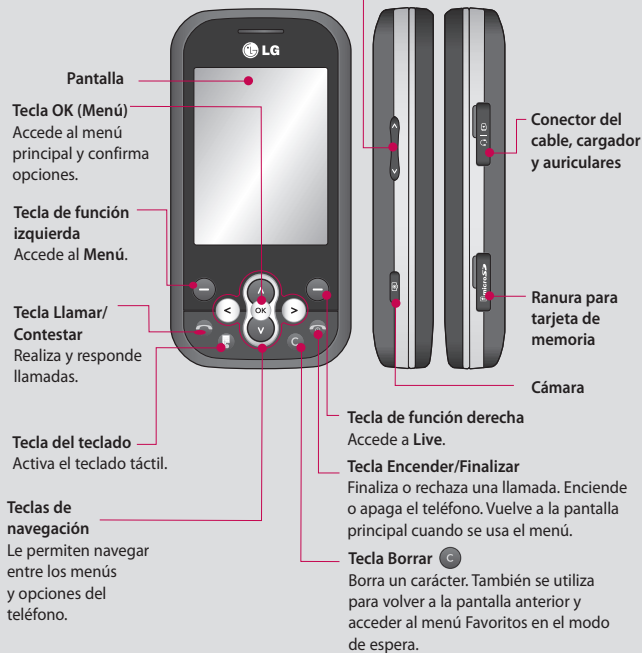 LG
Pantalla
Tecla OK (Menú)
Accede al menú
principal y confirma
opciones.
Tecla de función
izquierda
Accede al Menú.
Tecla Llamar/
Contestar
Realiza y responde
llamadas.
Tecla del teclado
Activa el teclado táctil.
Teclas de
navegación
Le permiten navegar
entre los menús
y opciones del
teléfono.
OK
C
microSD
Conector del
cable, cargador
y auriculares
Ranura para
tarjeta de
memoria
Cámara
Tecla de función derecha
Accede a Live.
Tecla Encender/Finalizar
Finaliza o rechaza una llamada. Enciende
o apaga el teléfono. Vuelve a la pantalla
principal cuando se usa el menú.
Tecla Borrar C
Borra un carácter. También se utiliza
para volver a la pantalla anterior y
acceder al menú Favoritos en el modo
de espera.